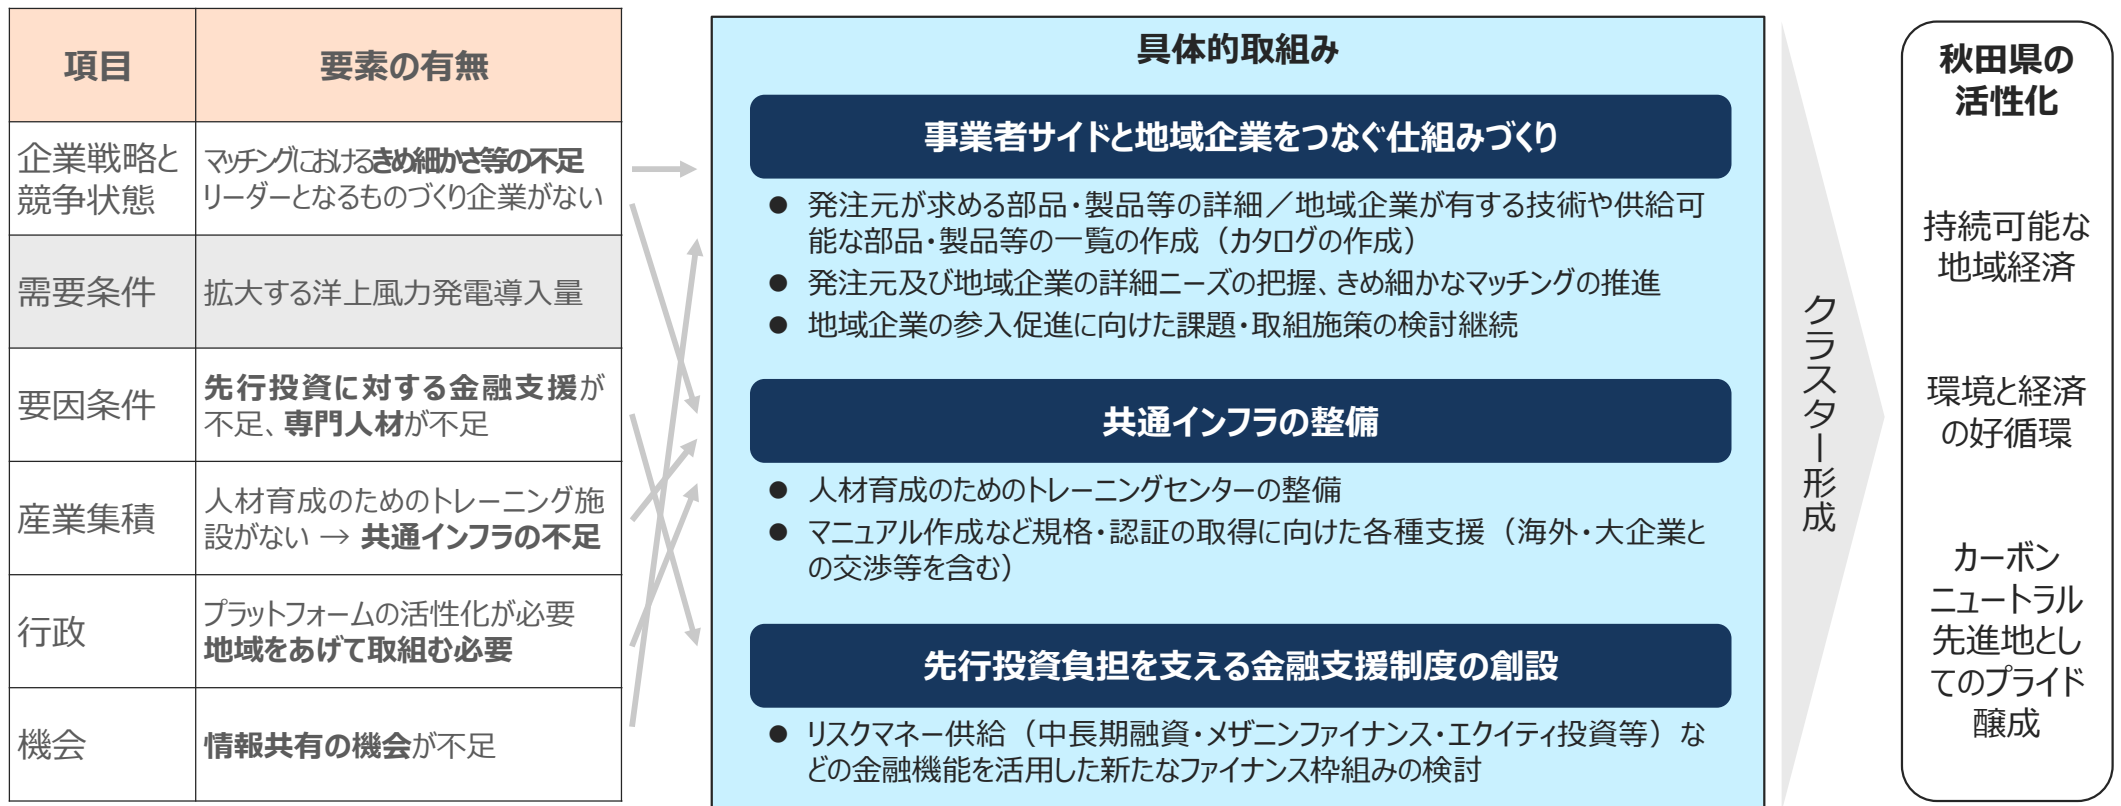 項目
要素の有無
企業戦略と
競争状態
マッチングにおけるきめ細かさ等の不足
リーダーとなるものづくり企業がない
需要条件
拡大する洋上風力発電導入量
要因条件
先行投資に対する金融支援が
不足、専門人材が不足
産業集積
人材育成のためのトレーニング施
設がない → 共通インフラの不足
行政
プラットフォームの活性化が必要
地域をあげて取組む必要
機会
情報共有の機会が不足
具体的取組み
事業者サイドと地域企業をつなぐ仕組みづくり
● 発注元が求める部品・製品等の詳細／地域企業が有する技術や供給可
能な部品・製品等の一覧の作成（カタログの作成）
● 発注元及び地域企業の詳細ニーズの把握、きめ細かなマッチングの推進
● 地域企業の参入促進に向けた課題・取組施策の検討継続
共通インフラの整備
● 人材育成のためのトレーニングセンターの整備
● マニュアル作成など規格・認証の取得に向けた各種支援（海外・大企業と
の交渉等を含む）
先行投資負担を支える金融支援制度の創設
● リスクマネー供給（中長期融資・メザニンファイナンス・エクイティ投資等）な
どの金融機能を活用した新たなファイナンス枠組みの検討
クラスター形成
秋田県の
活性化
持続可能な
地域経済
環境と経済
の好循環
カーボン
ニュートラル
先進地とし
てのプライド
醸成